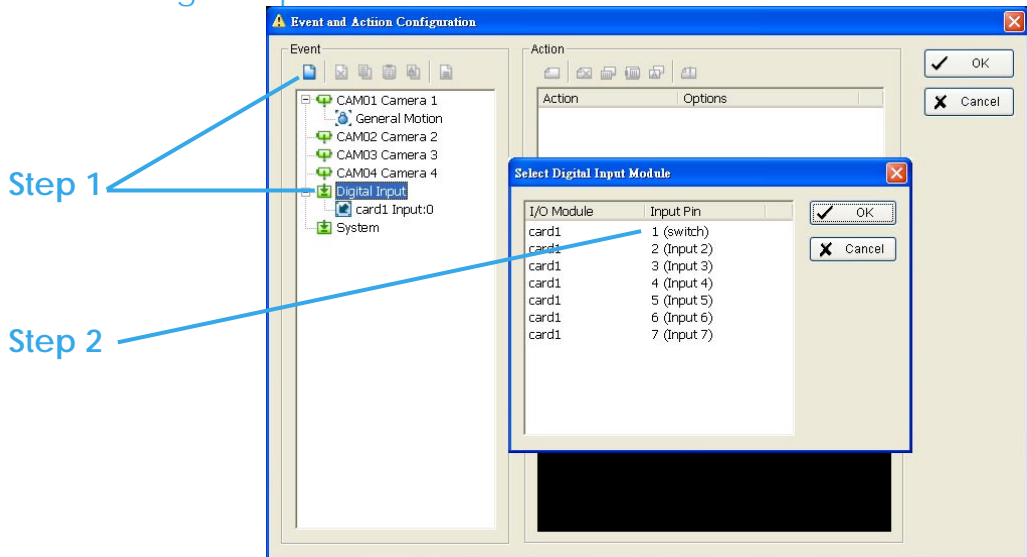 Event and Actiion Configuration
Event
Action
OK
Cancel
Action Options
CAM01 Camera 1
General Motion
CAM02 Camera 2
CAM03 Camera 3
CAM04 Camera 4
Digital Input
card1 Input:0
System
Step 1
Step 2
Select Digital Input Module
I/O Module Input Pin
card1 1 (switch)
card1 2 (Input 2)
card1 3 (Input 3)
card1 4 (Input 4)
card1 5 (Input 5)
card1 6 (Input 6)
card1 7 (Input 7)
OK
Cancel